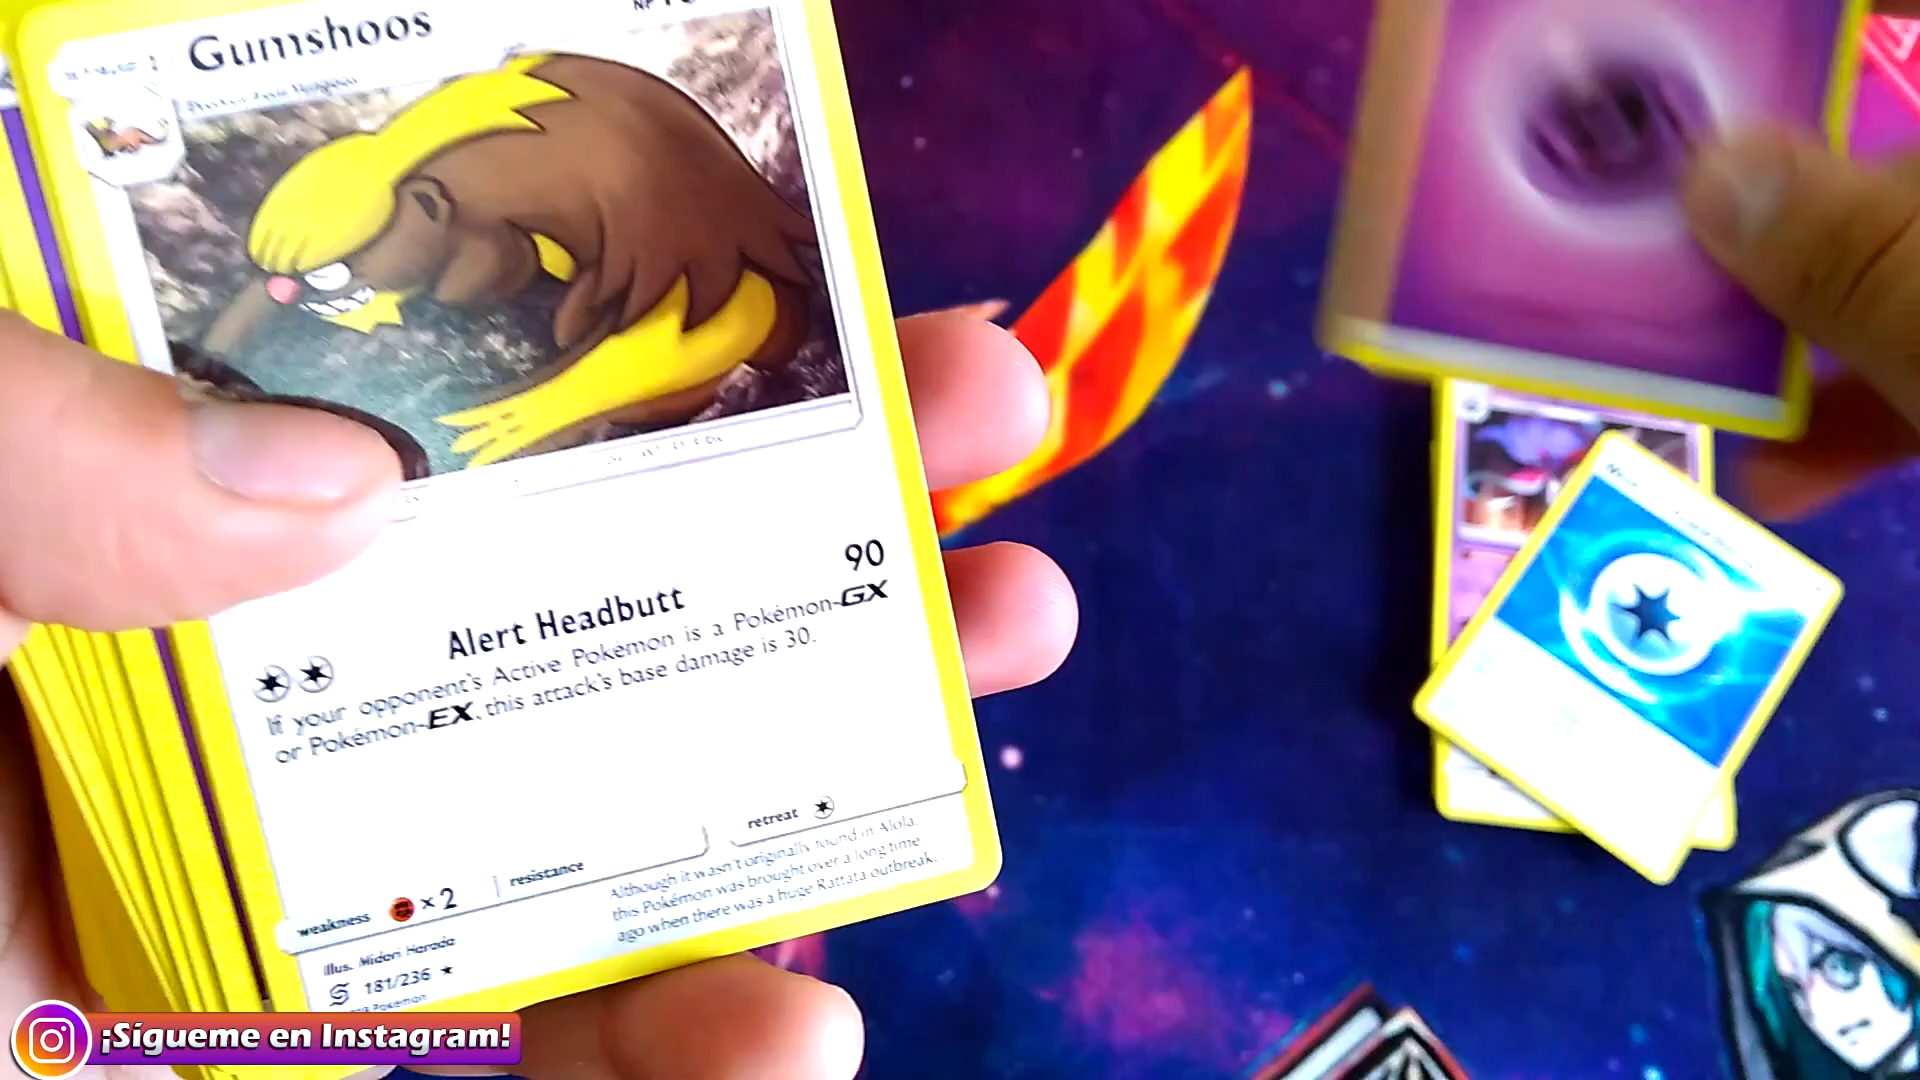 Gumshoos
90
Alert Headbutt
If your opponent's Active Pokémon is a Pokémon-GX
or Pokémon-EX, this attack's base damage is 30.
retreat
weakness × 2
resistance
Although it wasn't originally found in Alola,
this Pokémon was brought over a long time
ago when there was a huge Rattata outbreak.
Illus. Midori Harada
181/236
Pokémon
¡Sígueme en Instagram!